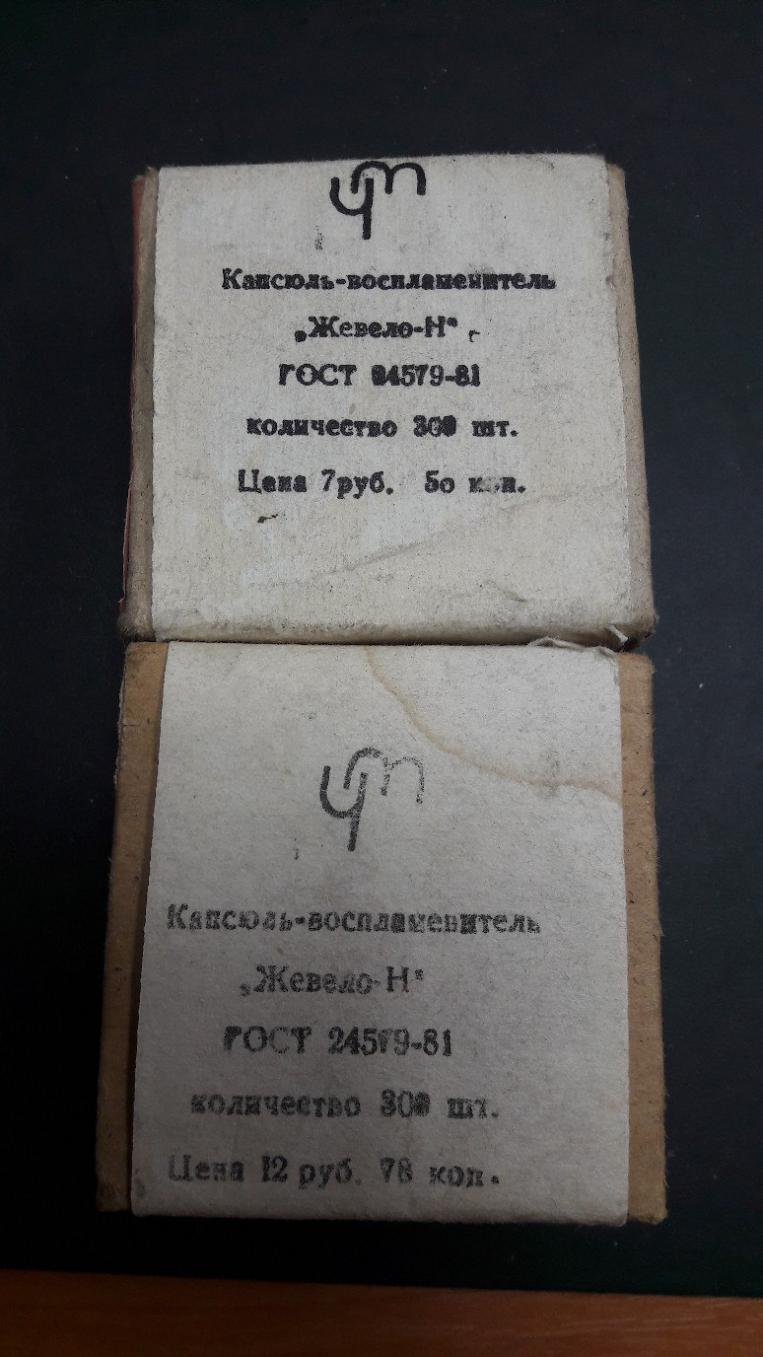 Капсюль-воспламенитель
„Жевело-Н"
ГОСТ 24579-81
количество 300 шт.
Цена 7руб. 50 коп.
Капсюль-воспламенитель
„Жевело-Н"
ГОСТ 24579-81
количество 300 шт.
Цена 12 руб. 78 коп.